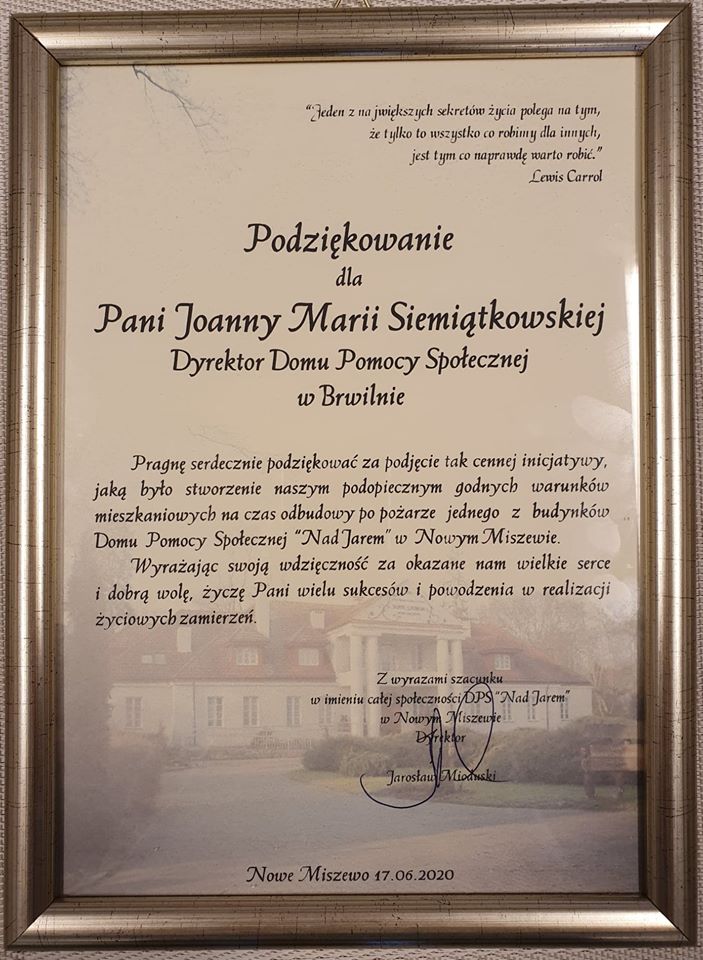 “Jeden z największych sekretów życia polega na tym,
że tylko to wszystko co robimy dla innych,
jest tym co naprawdę warto robić.”
Lewis Carrol
Podziękowanie
dla
Pani Joanny Marii Siemiątkowskiej
Dyrektor Domu Pomocy Społecznej
w Brwilnie
Pragnę serdecznie podziękować za podjęcie tak cennej inicjatywy,
jaką było stworzenie naszym podopiecznym godnych warunków
mieszkaniowych na czas odbudowy po pożarze jednego z budynków
Domu Pomocy Społecznej “Nad Jarem” w Nowym Miszewie.
Wyrażając swoją wdzięczność za okazane nam wielkie serce
i dobrą wolę, życzę Pani wielu sukcesów i powodzenia w realizacji
życiowych zamierzeń.
Z wyrazami szacunku
w imieniu całej społeczności DPS “Nad Jarem”
w Nowym Miszewie
Dyrektor
Jarosław Mioduski
Nowe Miszewo 17.06.2020